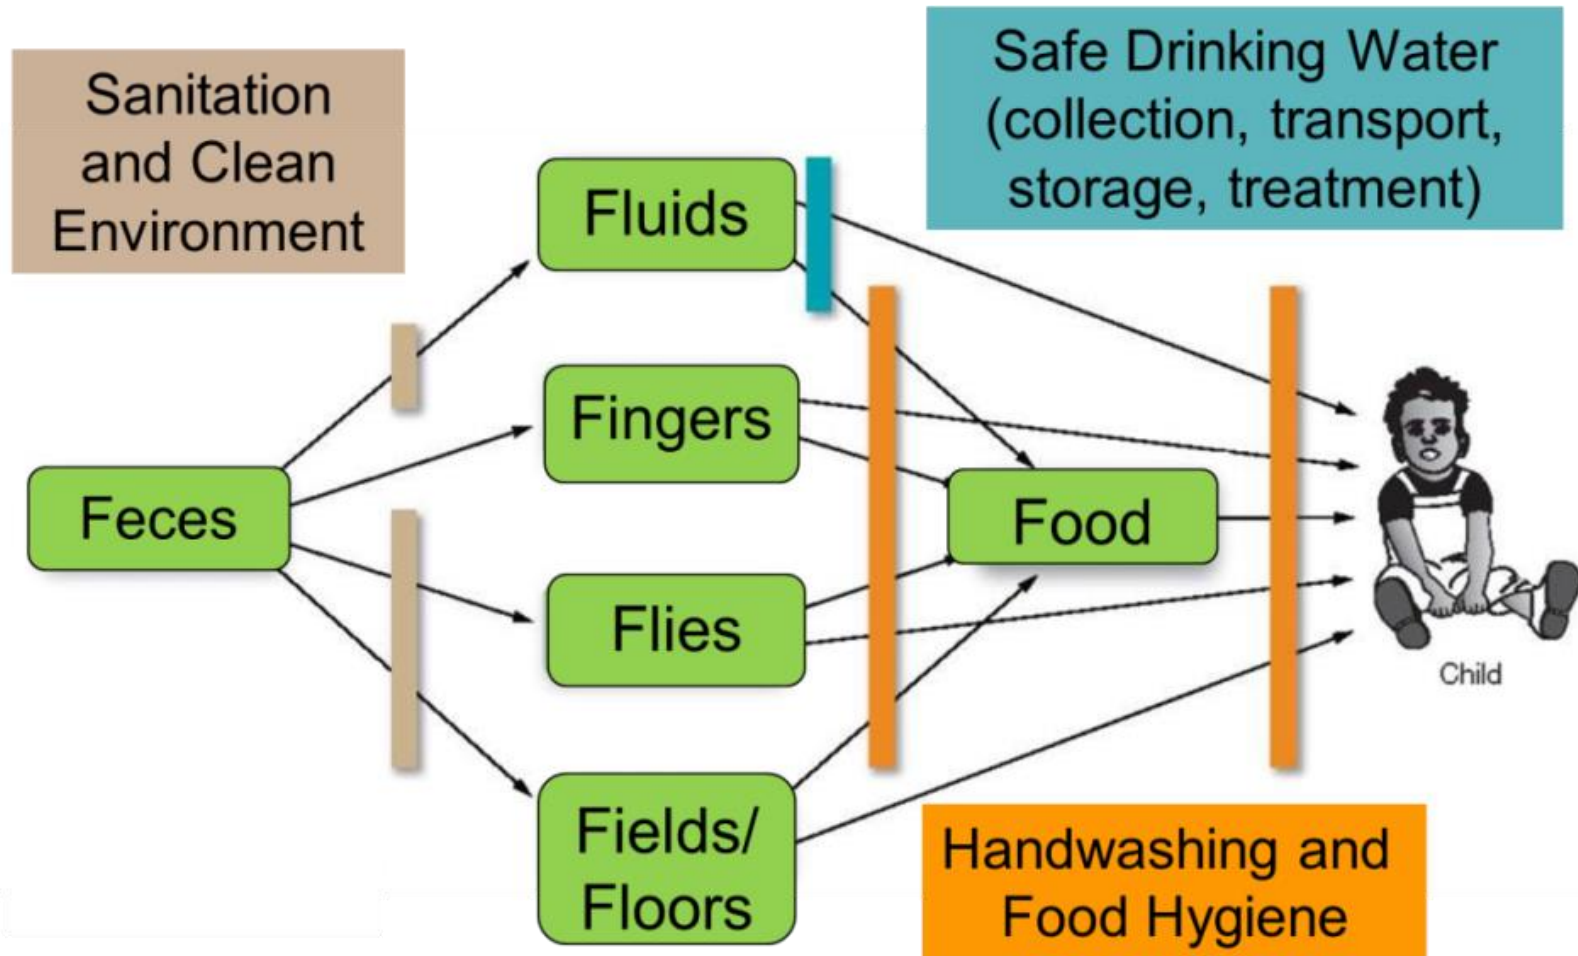 Sanitation
and Clean
Environment
Safe Drinking Water
(collection, transport,
storage, treatment)
Fluids
Fingers
Feces
Food
Flies
Child
Fields/
Floors
Handwashing and
Food Hygiene